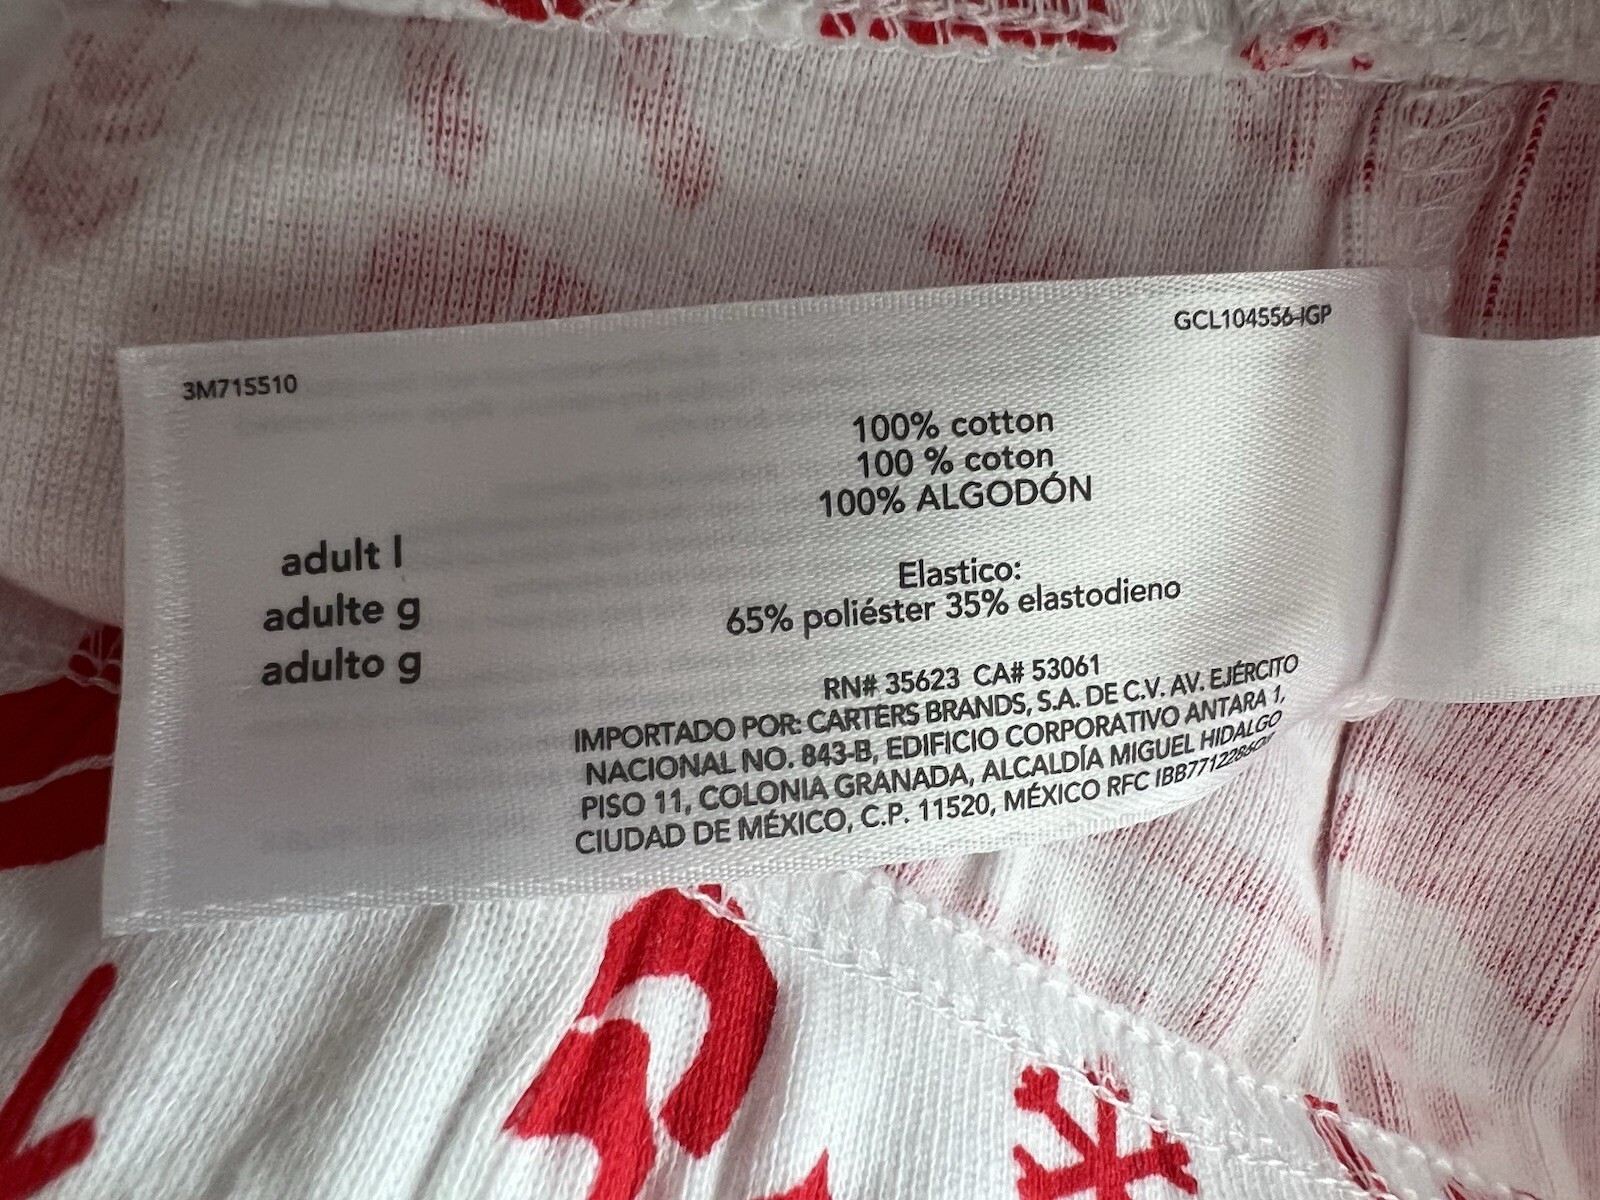 GCL104556-IGP
3M715510
100% cotton
100 % coton
100% ALGODÓN
adult l
adulte g
adulto g
Elastico:
65% poliéster 35% elastodieno
RN# 35623 CA# 53061
IMPORTADO POR: CARTERS BRANDS, S.A. DE C.V. AV. EJÉRCITO
NACIONAL NO. 843-B, EDIFICIO CORPORATIVO ANTARA 1,
PISO 11, COLONIA GRANADA, ALCALDÍA MIGUEL HIDALGO
CIUDAD DE MÉXICO, C.P. 11520, MÉXICO RFC